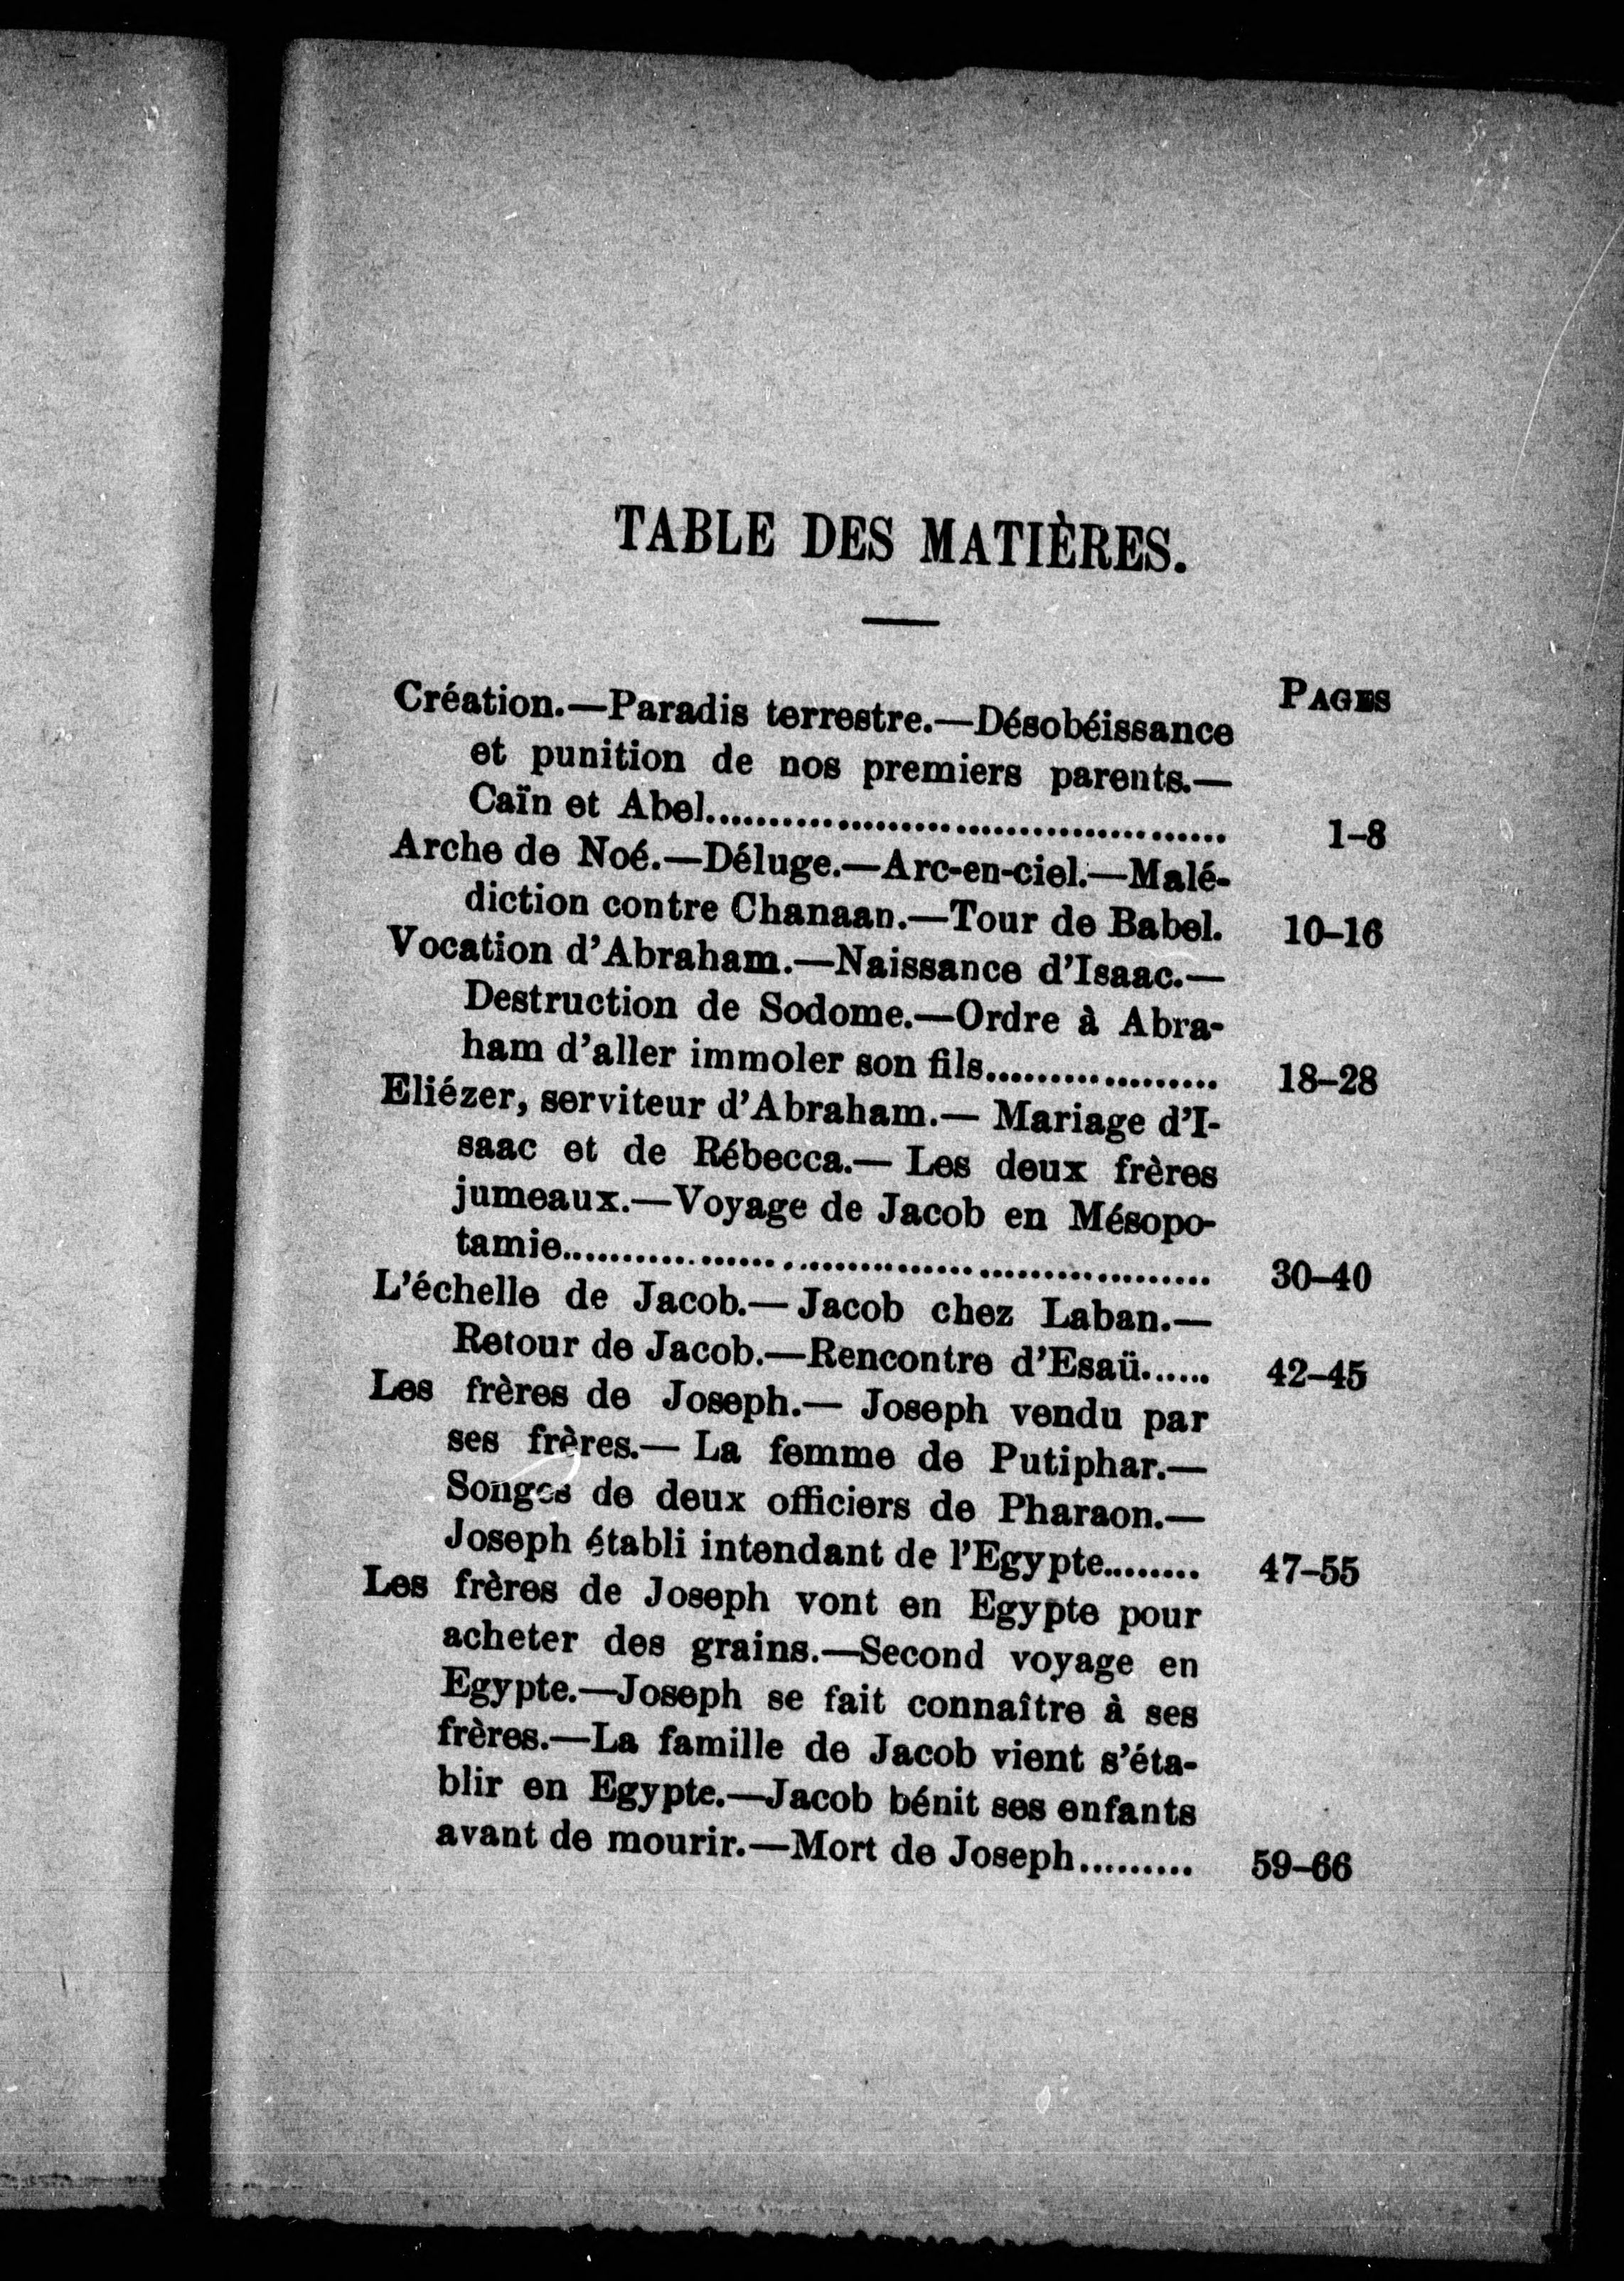 TABLE DES MATIÈRES.
PAGES
Création.—Paradis terrestre.—Désobéissance
et punition de nos premiers parents.—
Caïn et Abel........................................ 1–8
Arche de Noé.—Déluge.—Arc-en-ciel.—Malé-
diction contre Chanaan.—Tour de Babel. 10–16
Vocation d'Abraham.—Naissance d'Isaac.—
Destruction de Sodome.—Ordre à Abra-
ham d'aller immoler son fils.................. 18–28
Eliézer, serviteur d'Abraham.— Mariage d'I-
saac et de Rébecca.— Les deux frères
jumeaux.—Voyage de Jacob en Mésopo-
tamie.................................................. 30–40
L'échelle de Jacob.— Jacob chez Laban.—
Retour de Jacob.—Rencontre d'Esaü...... 42–45
Les frères de Joseph.— Joseph vendu par
ses frères.— La femme de Putiphar.—
Songes de deux officiers de Pharaon.—
Joseph établi intendant de l'Egypte........ 47–55
Les frères de Joseph vont en Egypte pour
acheter des grains.—Second voyage en
Egypte.—Joseph se fait connaître à ses
frères.—La famille de Jacob vient s'éta-
blir en Egypte.—Jacob bénit ses enfants
avant de mourir.—Mort de Joseph......... 59–66